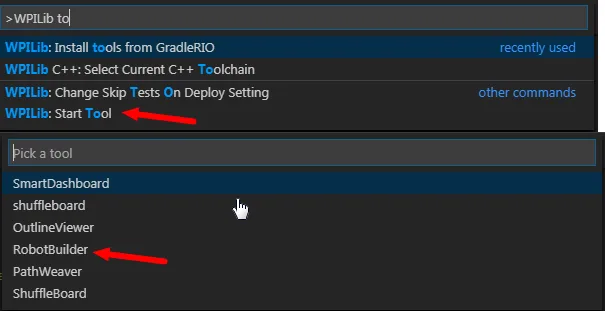 >WPILib to
WPILib: Install tools from GradleRIO recently used
WPILib C++: Select Current C++ Toolchain
WPILib: Change Skip Tests On Deploy Setting other commands
WPILib: Start Tool
Pick a tool
SmartDashboard
shuffleboard
OutlineViewer
RobotBuilder
PathWeaver
ShuffleBoard